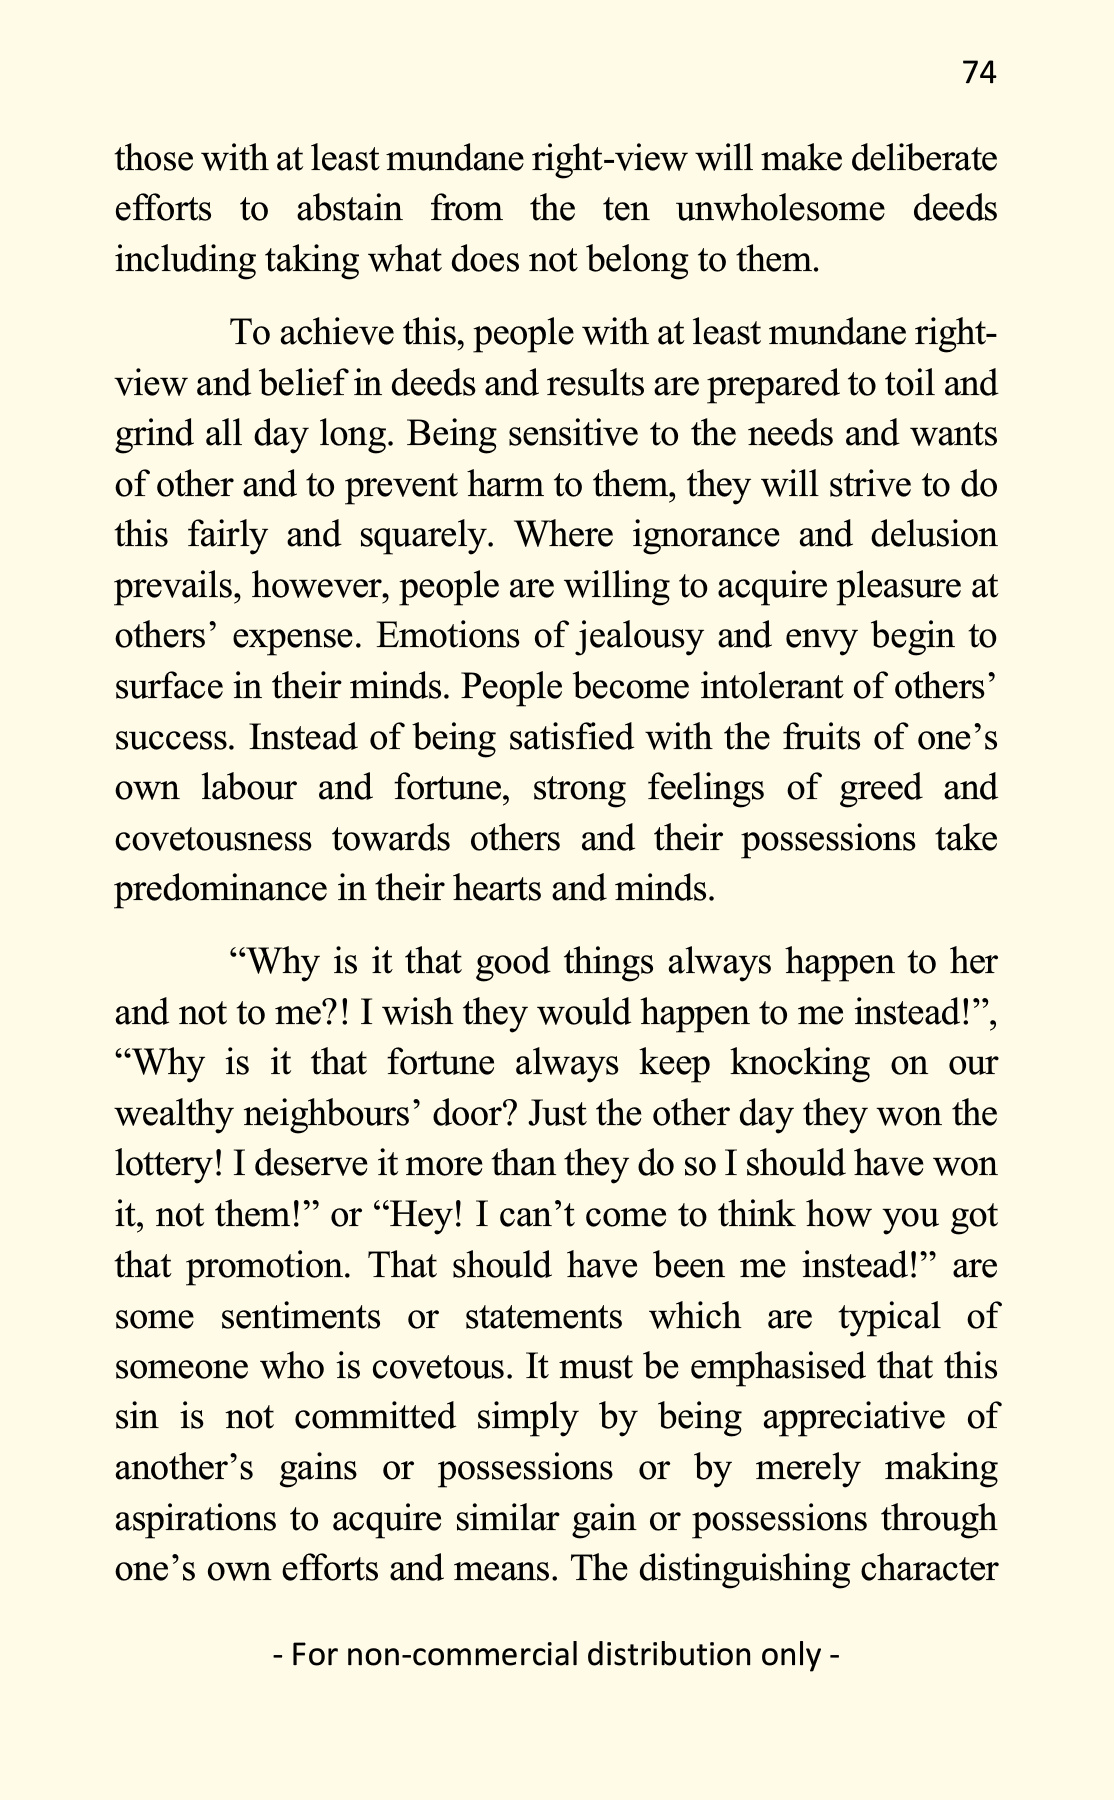 74
those with at least mundane right-view will make deliberate
efforts to abstain from the ten unwholesome deeds
including taking what does not belong to them.
To achieve this, people with at least mundane right-
view and belief in deeds and results are prepared to toil and
grind all day long. Being sensitive to the needs and wants
of other and to prevent harm to them, they will strive to do
this fairly and squarely. Where ignorance and delusion
prevails, however, people are willing to acquire pleasure at
others’ expense. Emotions of jealousy and envy begin to
surface in their minds. People become intolerant of others’
success. Instead of being satisfied with the fruits of one’s
own labour and fortune, strong feelings of greed and
covetousness towards others and their possessions take
predominance in their hearts and minds.
“Why is it that good things always happen to her
and not to me?! I wish they would happen to me instead!”,
“Why is it that fortune always keep knocking on our
wealthy neighbours’ door? Just the other day they won the
lottery! I deserve it more than they do so I should have won
it, not them!” or “Hey! I can’t come to think how you got
that promotion. That should have been me instead!” are
some sentiments or statements which are typical of
someone who is covetous. It must be emphasised that this
sin is not committed simply by being appreciative of
another’s gains or possessions or by merely making
aspirations to acquire similar gain or possessions through
one’s own efforts and means. The distinguishing character
- For non-commercial distribution only -